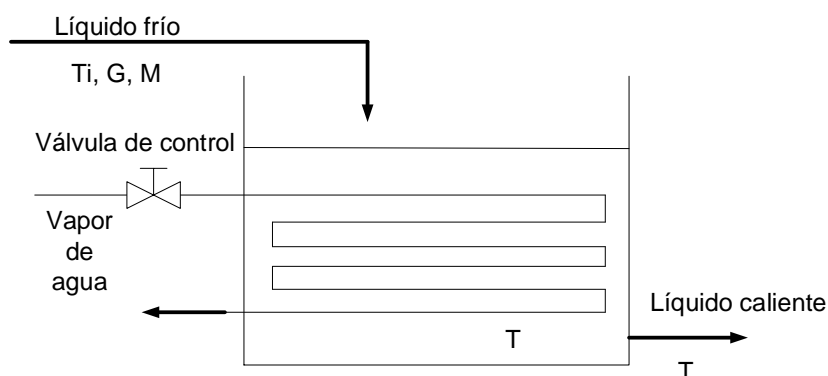 Líquido frío
Ti, G, M
Válvula de control
Vapor
de
agua
Líquido caliente
T
T